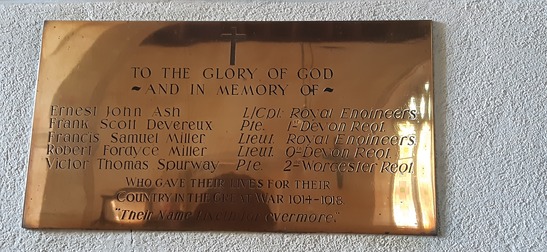 TO THE GLORY OF GOD
~AND IN MEMORY OF~
Ernest John Ash L/Cpl. Royal Engineers
Frank Scott Devereux Pte. 1-Devon Regt.
Francis Samuel Miller Lieut. Royal Engineers
Robert Fordyce Miller Lieut. 9-Devon Regt.
Victor Thomas Spurway Pte. 2-Worcester Regt
WHO GAVE THEIR LIVES FOR THEIR
COUNTRY IN THE GREAT WAR 1914-1918
"Their Name liveth for evermore."